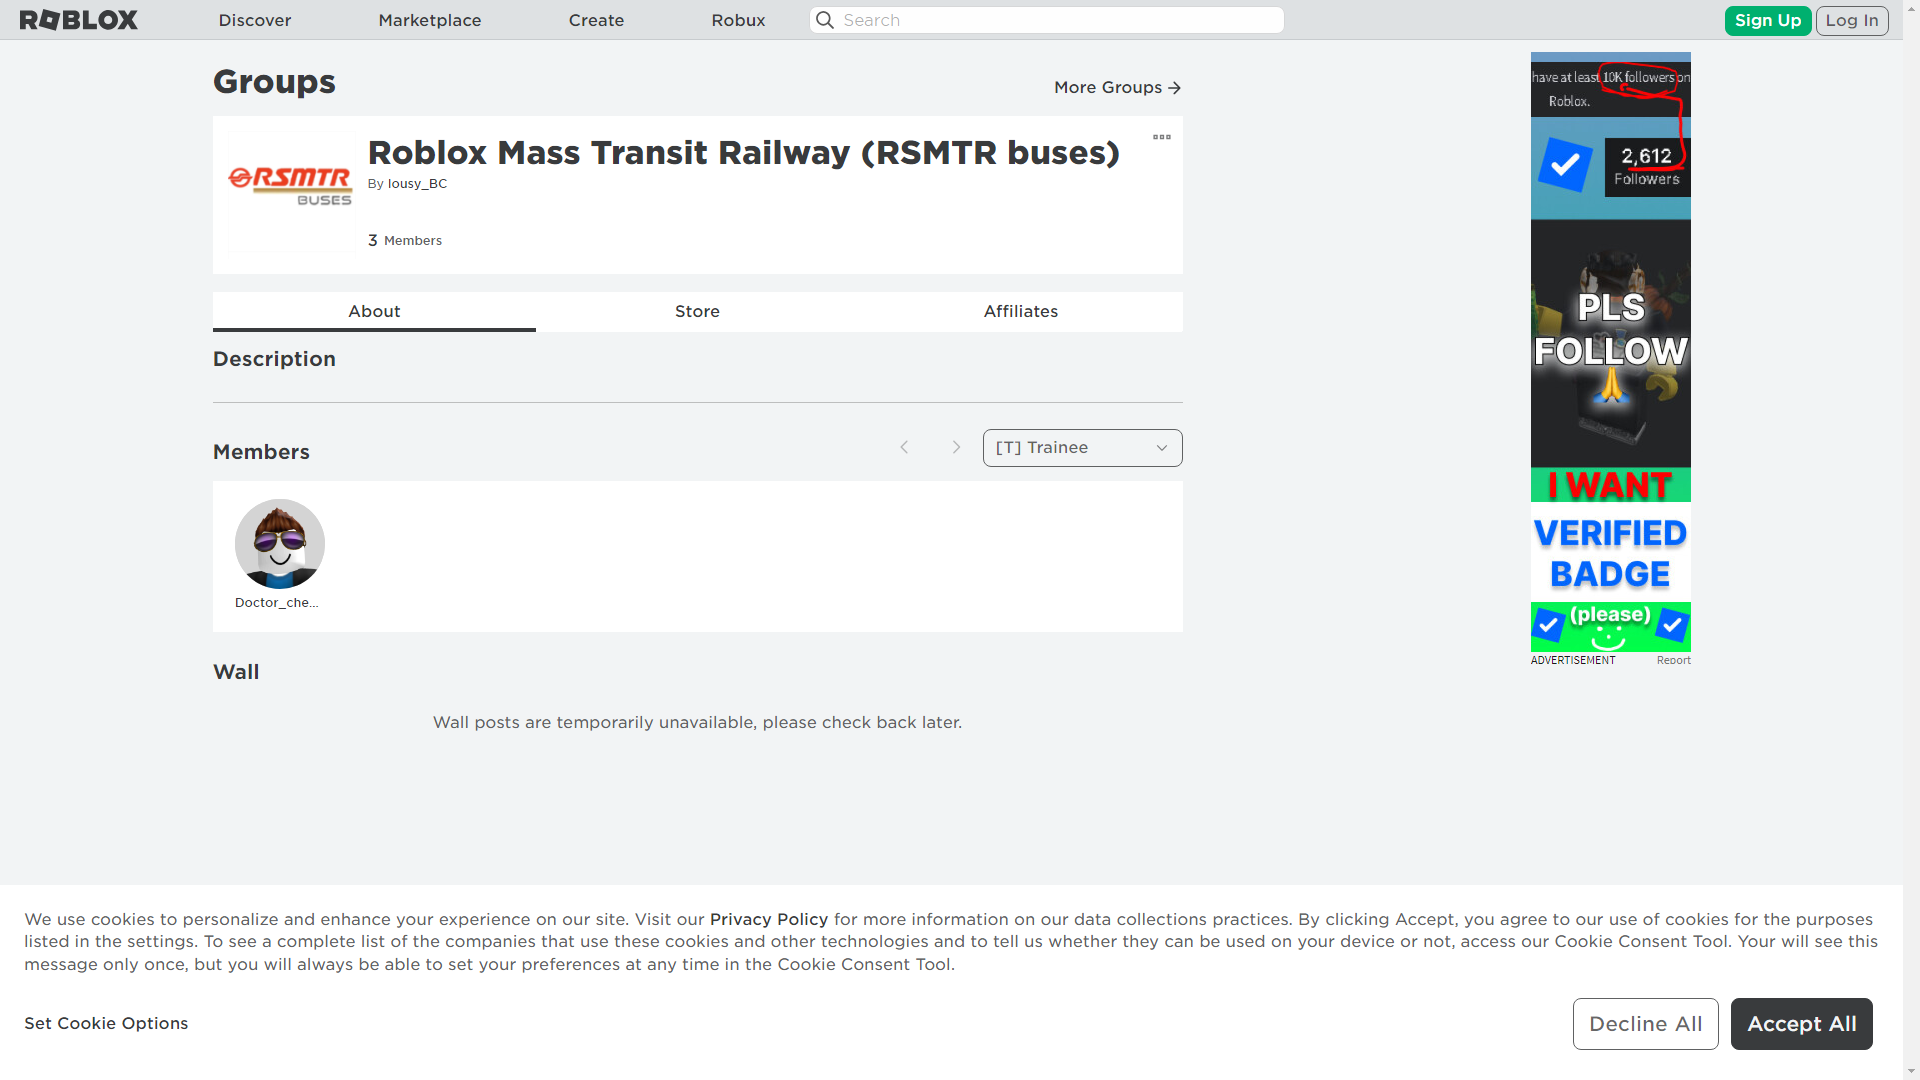 ROBLOX
Discover
Marketplace
Create
Robux
Search
Sign Up
Log In
Groups
More Groups
RSMTR
BUSES
Roblox Mass Transit Railway (RSMTR buses)
By lousy_BC
3 Members
About
Store
Affiliates
Description
Members
[T] Trainee
Doctor_che...
Wall
Wall posts are temporarily unavailable, please check back later.
have at least 10K followers on
Roblox.
2,612
Followers
PLS
FOLLOW
I WANT
VERIFIED
BADGE
(please)
ADVERTISEMENT
Report
We use cookies to personalize and enhance your experience on our site. Visit our Privacy Policy for more information on our data collections practices. By clicking Accept, you agree to our use of cookies for the purposes
listed in the settings. To see a complete list of the companies that use these cookies and other technologies and to tell us whether they can be used on your device or not, access our Cookie Consent Tool. Your will see this
message only once, but you will always be able to set your preferences at any time in the Cookie Consent Tool.
Set Cookie Options
Decline All
Accept All